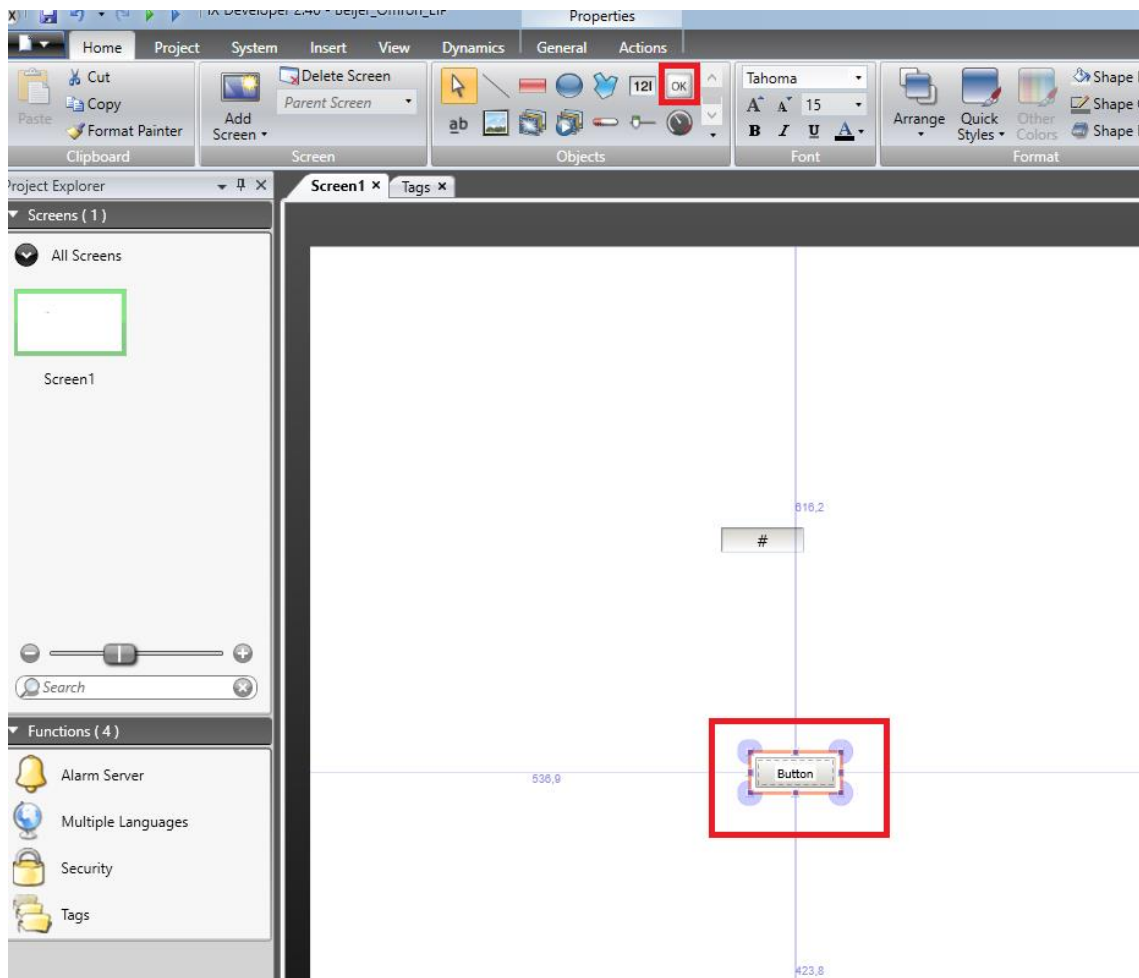 Properties
Home Project System Insert View Dynamics General Actions
Cut
Copy
Format Painter
Paste
Clipboard
Add
Screen
Delete Screen
Parent Screen
Screen
ab
121
OK
Objects
Tahoma
A A 15
B I U A
Font
Arrange
Quick
Styles
Other
Colors
Shape
Shape
Shape
Format
Project Explorer
Screens ( 1 )
All Screens
Screen1
Search
Functions ( 4 )
Alarm Server
Multiple Languages
Security
Tags
Screen1 × Tags ×
616,2
#
536,9
Button
423,8